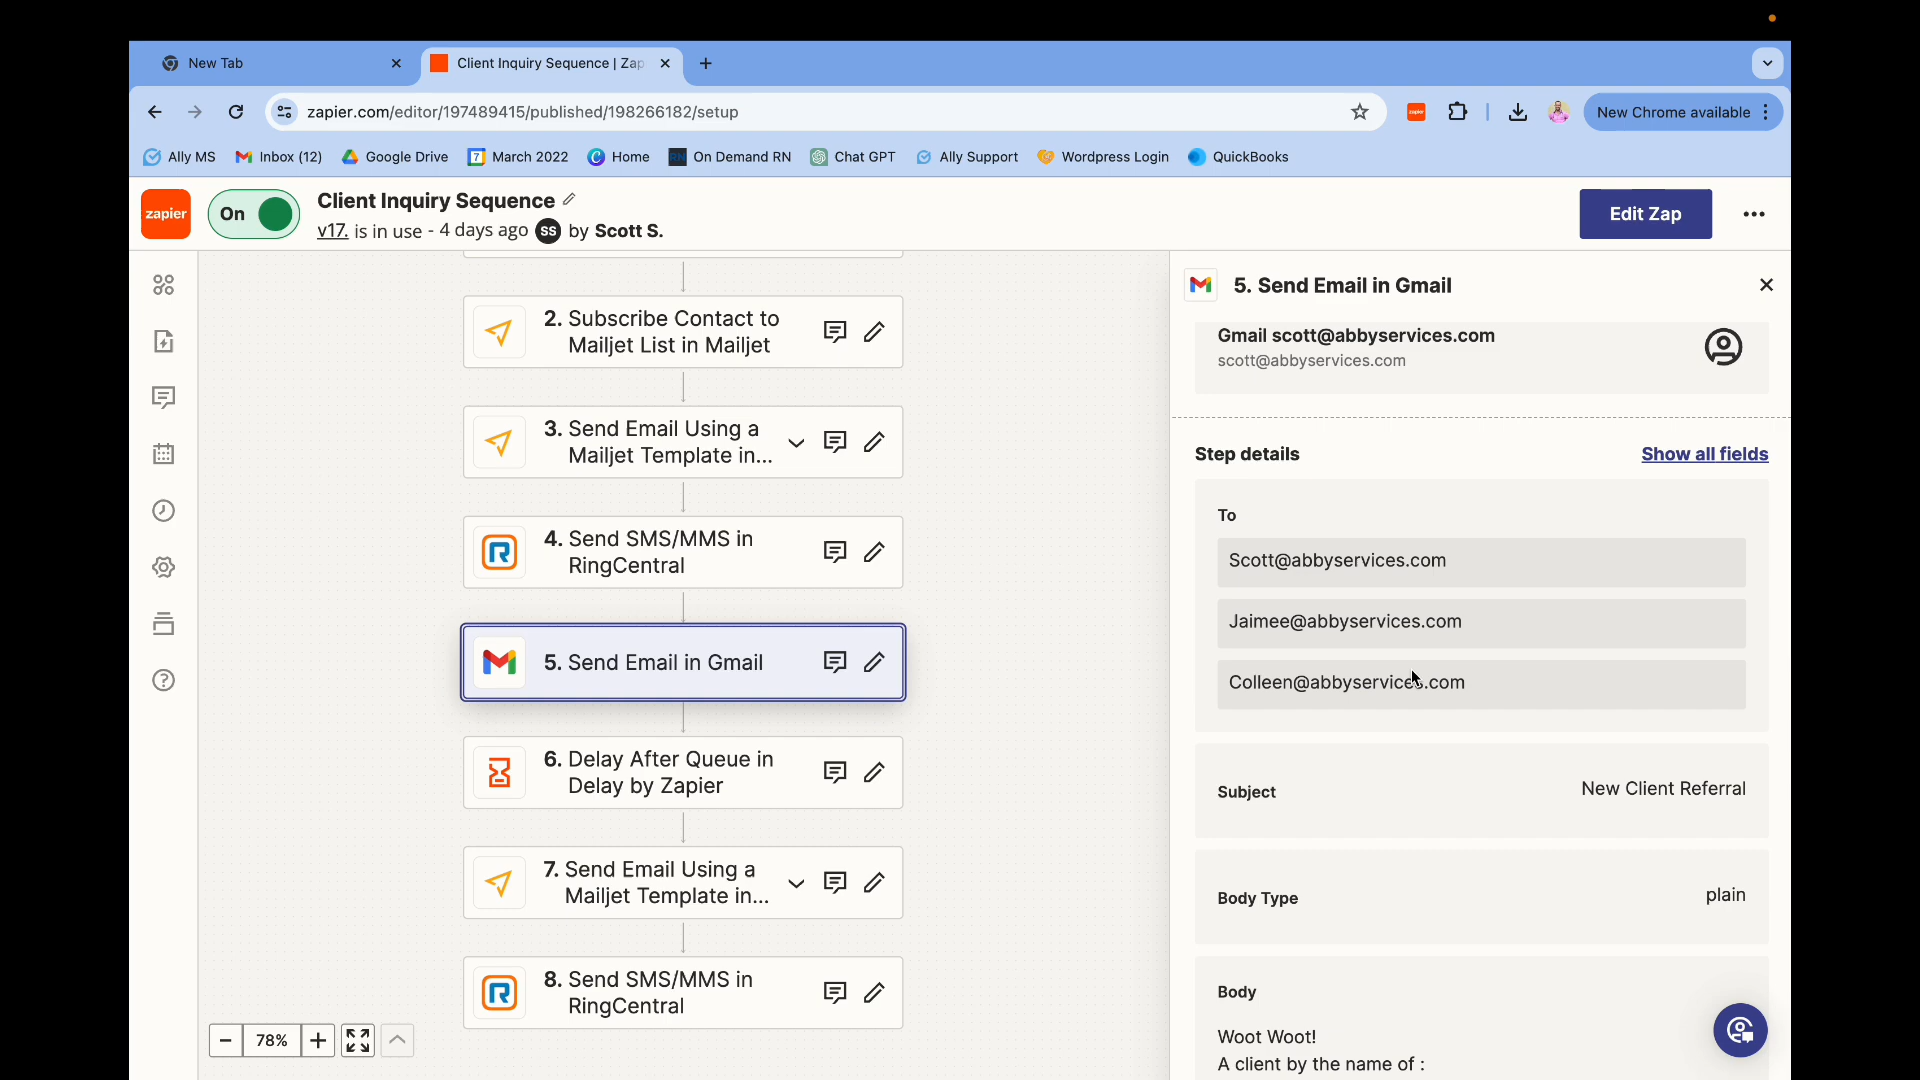 New Tab
Client Inquiry Sequence | Zap
zapier.com/editor/197489415/published/198266182/setup
zapier
New Chrome available
Ally MS
Inbox (12)
Google Drive
7
March 2022
Home
RN
On Demand RN
Chat GPT
Ally Support
Wordpress Login
QuickBooks
zapier
On
Client Inquiry Sequence
v17. is in use - 4 days ago SS by Scott S.
Edit Zap
2. Subscribe Contact to
Mailjet List in Mailjet
3. Send Email Using a
Mailjet Template in...
4. Send SMS/MMS in
RingCentral
5. Send Email in Gmail
6. Delay After Queue in
Delay by Zapier
7. Send Email Using a
Mailjet Template in...
8. Send SMS/MMS in
RingCentral
78%
5. Send Email in Gmail
Gmail scott@abbyservices.com
scott@abbyservices.com
Step details
Show all fields
To
Scott@abbyservices.com
Jaimee@abbyservices.com
Colleen@abbyservices.com
Subject
New Client Referral
Body Type
plain
Body
Woot Woot!
A client by the name of :